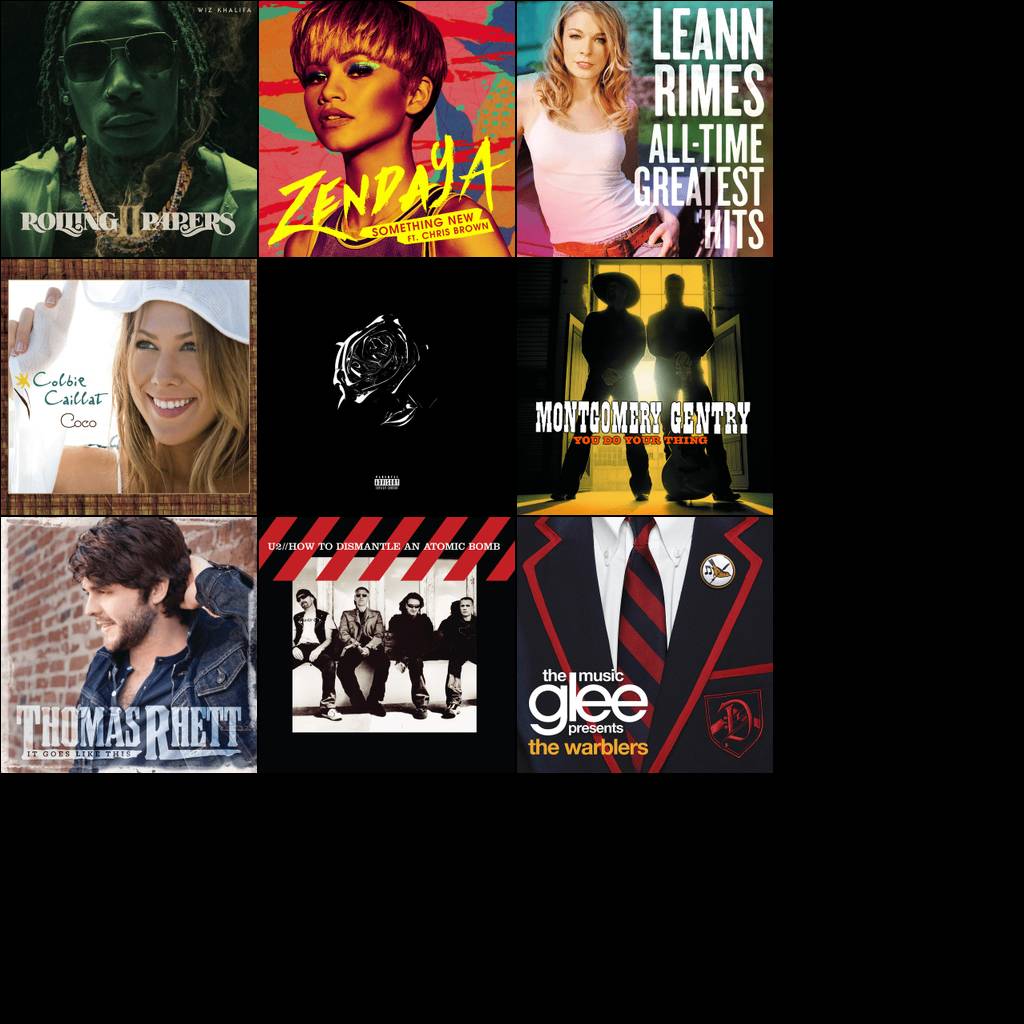 WIZ KHALIFA
ROLLING II PAPERS
ZENDAYA
SOMETHING NEW
FT. CHRIS BROWN
LEANN
RIMES
ALL-TIME
GREATEST
HITS
Colbie
Caillat
Coco
PARENTAL
ADVISORY
EXPLICIT CONTENT
MONTGOMERY GENTRY
YOU DO YOUR THING
THOMAS RHETT
IT GOES LIKE THIS
U2//HOW TO DISMANTLE AN ATOMIC BOMB
the music
glee
presents
the warblers
D